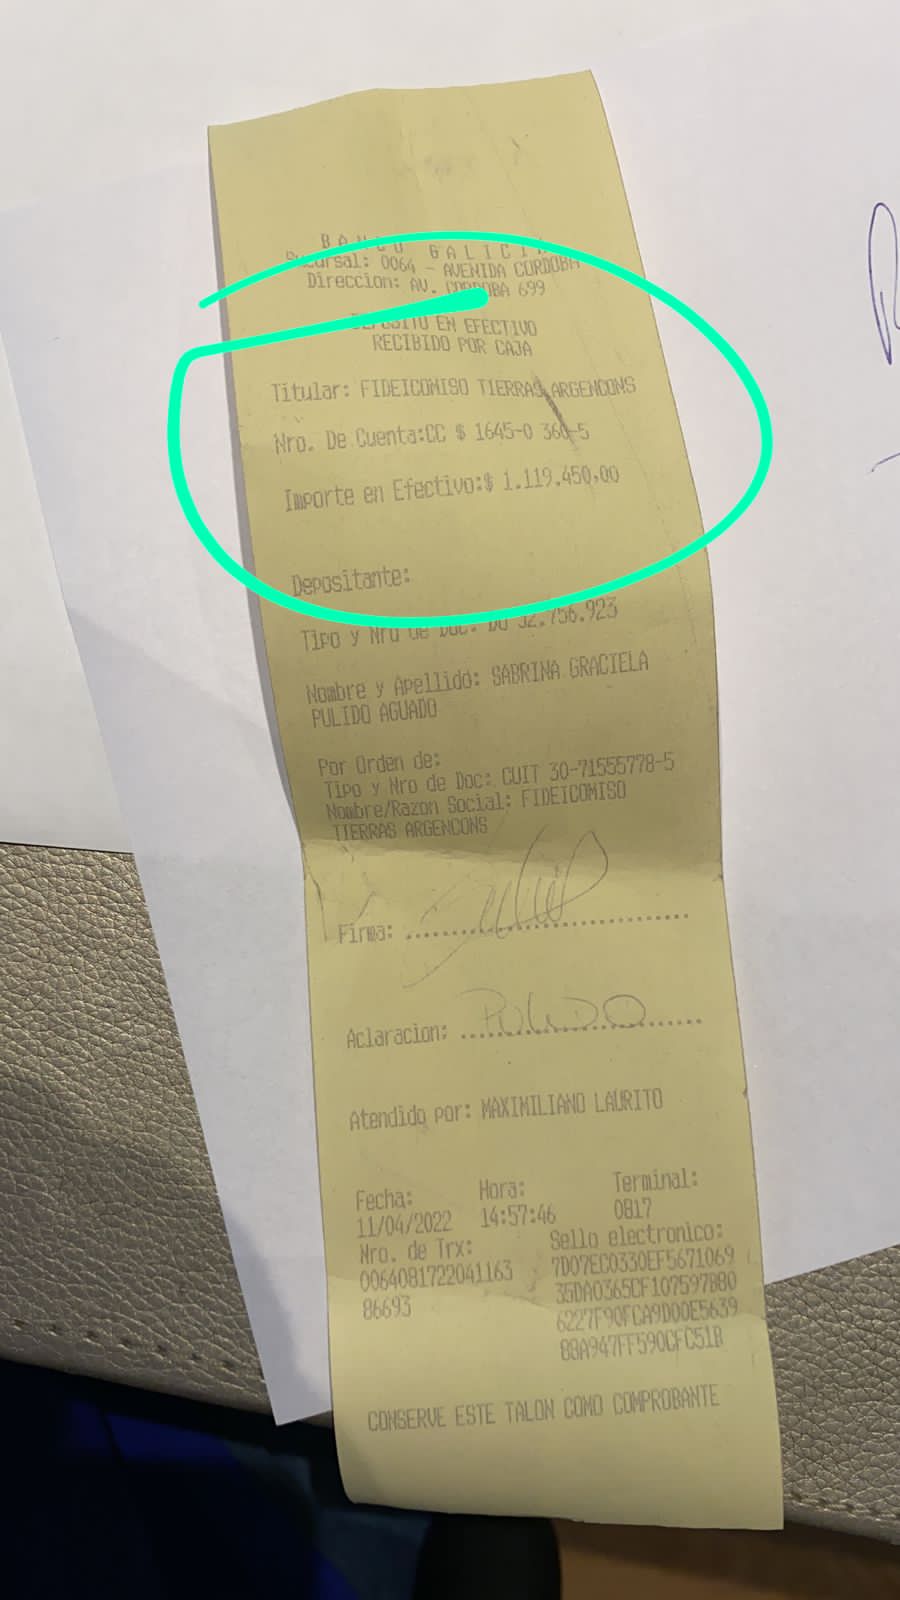 BANCO GALICIA
Sucursal: 0064 - AVENIDA CORDOBA
Direccion: AV. CORDOBA 699
DEPOSITO EN EFECTIVO
RECIBIDO POR CAJA
Titular: FIDEICOMISO TIERRAS ARGENCONS
Nro. De Cuenta:CC $ 1645-0 360-5
Importe en Efectivo:$ 1.119.450,00
Depositante:
Tipo y Nro de Doc: DU 32.756.923
Nombre y Apellido: SABRINA GRACIELA
PULIDO AGUADO
Por Orden de:
Tipo y Nro de Doc: CUIT 30-71555778-5
Nombre/Razon Social: FIDEICOMISO
TIERRAS ARGENCONS
Firma:
Aclaracion: PULIDO
Atendido por: MAXIMILIANO LAURITO
Fecha: Hora: Terminal:
11/04/2022 14:57:46 0817
Nro. de Trx: Sello electronico:
0064081722041163 7D07EC0330EF5671069
86693 35DA0365CF107597880
6227F90FCA9D00E5639
88A947FF590CFC51B
CONSERVE ESTE TALON COMO COMPROBANTE